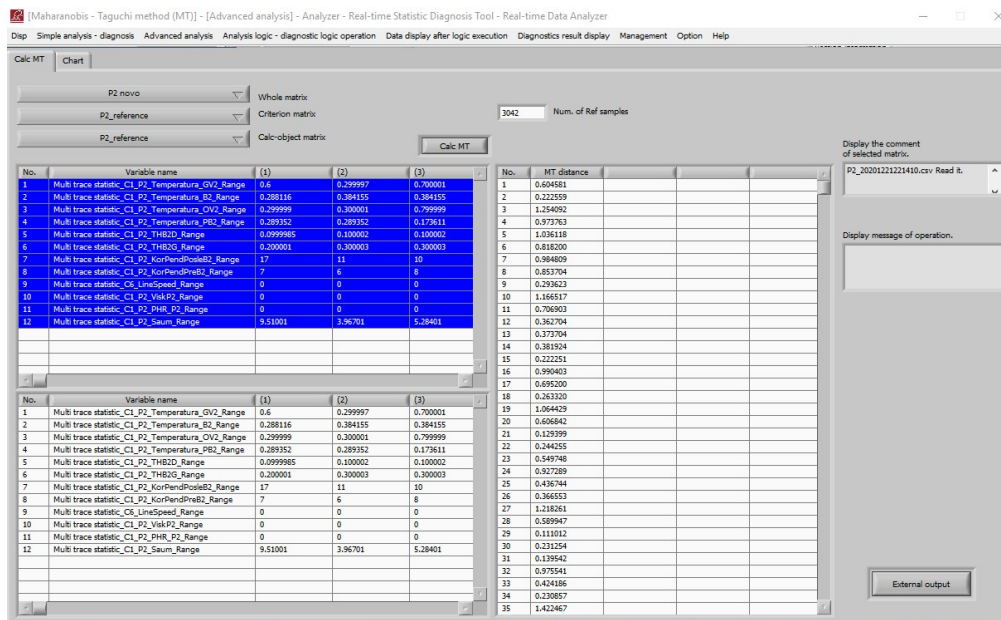 [Maharanobis - Taguchi method (MT)] - [Advanced analysis] - Analyzer - Real-time Statistic Diagnosis Tool - Real-time Data Analyzer
Disp Simple analysis - diagnosis Advanced analysis Analysis logic - diagnostic logic operation Data display after logic execution Diagnostics result display Management Option Help
Calc MT Chart
P2 novo Whole matrix
P2_reference Criterion matrix 3042 Num. of Ref samples
P2_reference Calc-object matrix Calc MT
No. Variable name (1) (2) (3)
1 Multi trace statistic_C1_P2_Temperatura_GV2_Range 0.6 0.299997 0.700001
2 Multi trace statistic_C1_P2_Temperatura_B2_Range 0.288116 0.384155 0.384155
3 Multi trace statistic_C1_P2_Temperatura_OV2_Range 0.299999 0.300001 0.799999
4 Multi trace statistic_C1_P2_Temperatura_PB2_Range 0.289352 0.289352 0.173611
5 Multi trace statistic_C1_P2_THB2D_Range 0.0999985 0.100002 0.100002
6 Multi trace statistic_C1_P2_THB2G_Range 0.200001 0.300003 0.300003
7 Multi trace statistic_C1_P2_KorPendPosleB2_Range 17 11 10
8 Multi trace statistic_C1_P2_KorPendPreB2_Range 7 6 8
9 Multi trace statistic_C6_LineSpeed_Range 0 0 0
10 Multi trace statistic_C1_P2_ViskP2_Range 0 0 0
11 Multi trace statistic_C1_P2_PHR_P2_Range 0 0 0
12 Multi trace statistic_C1_P2_Saum_Range 9.51001 3.96701 5.28401
No. Variable name (1) (2) (3)
1 Multi trace statistic_C1_P2_Temperatura_GV2_Range 0.6 0.299997 0.700001
2 Multi trace statistic_C1_P2_Temperatura_B2_Range 0.288116 0.384155 0.384155
3 Multi trace statistic_C1_P2_Temperatura_OV2_Range 0.299999 0.300001 0.799999
4 Multi trace statistic_C1_P2_Temperatura_PB2_Range 0.289352 0.289352 0.173611
5 Multi trace statistic_C1_P2_THB2D_Range 0.0999985 0.100002 0.100002
6 Multi trace statistic_C1_P2_THB2G_Range 0.200001 0.300003 0.300003
7 Multi trace statistic_C1_P2_KorPendPosleB2_Range 17 11 10
8 Multi trace statistic_C1_P2_KorPendPreB2_Range 7 6 8
9 Multi trace statistic_C6_LineSpeed_Range 0 0 0
10 Multi trace statistic_C1_P2_ViskP2_Range 0 0 0
11 Multi trace statistic_C1_P2_PHR_P2_Range 0 0 0
12 Multi trace statistic_C1_P2_Saum_Range 9.51001 3.96701 5.28401
No. MT distance
1 0.604581
2 0.222559
3 1.254092
4 0.973763
5 1.036118
6 0.818200
7 0.984809
8 0.853704
9 0.293623
10 1.166517
11 0.706903
12 0.362704
13 0.373704
14 0.381924
15 0.222251
16 0.990403
17 0.695200
18 0.263320
19 1.064429
20 0.606842
21 0.129399
22 0.244255
23 0.549748
24 0.927289
25 0.436744
26 0.366553
27 1.218261
28 0.589947
29 0.111012
30 0.231254
31 0.139542
32 0.975541
33 0.424186
34 0.230857
35 1.422467
Display the comment
of selected matrix.
P2_20201221221410.csv Read it.
Display message of operation.
External output